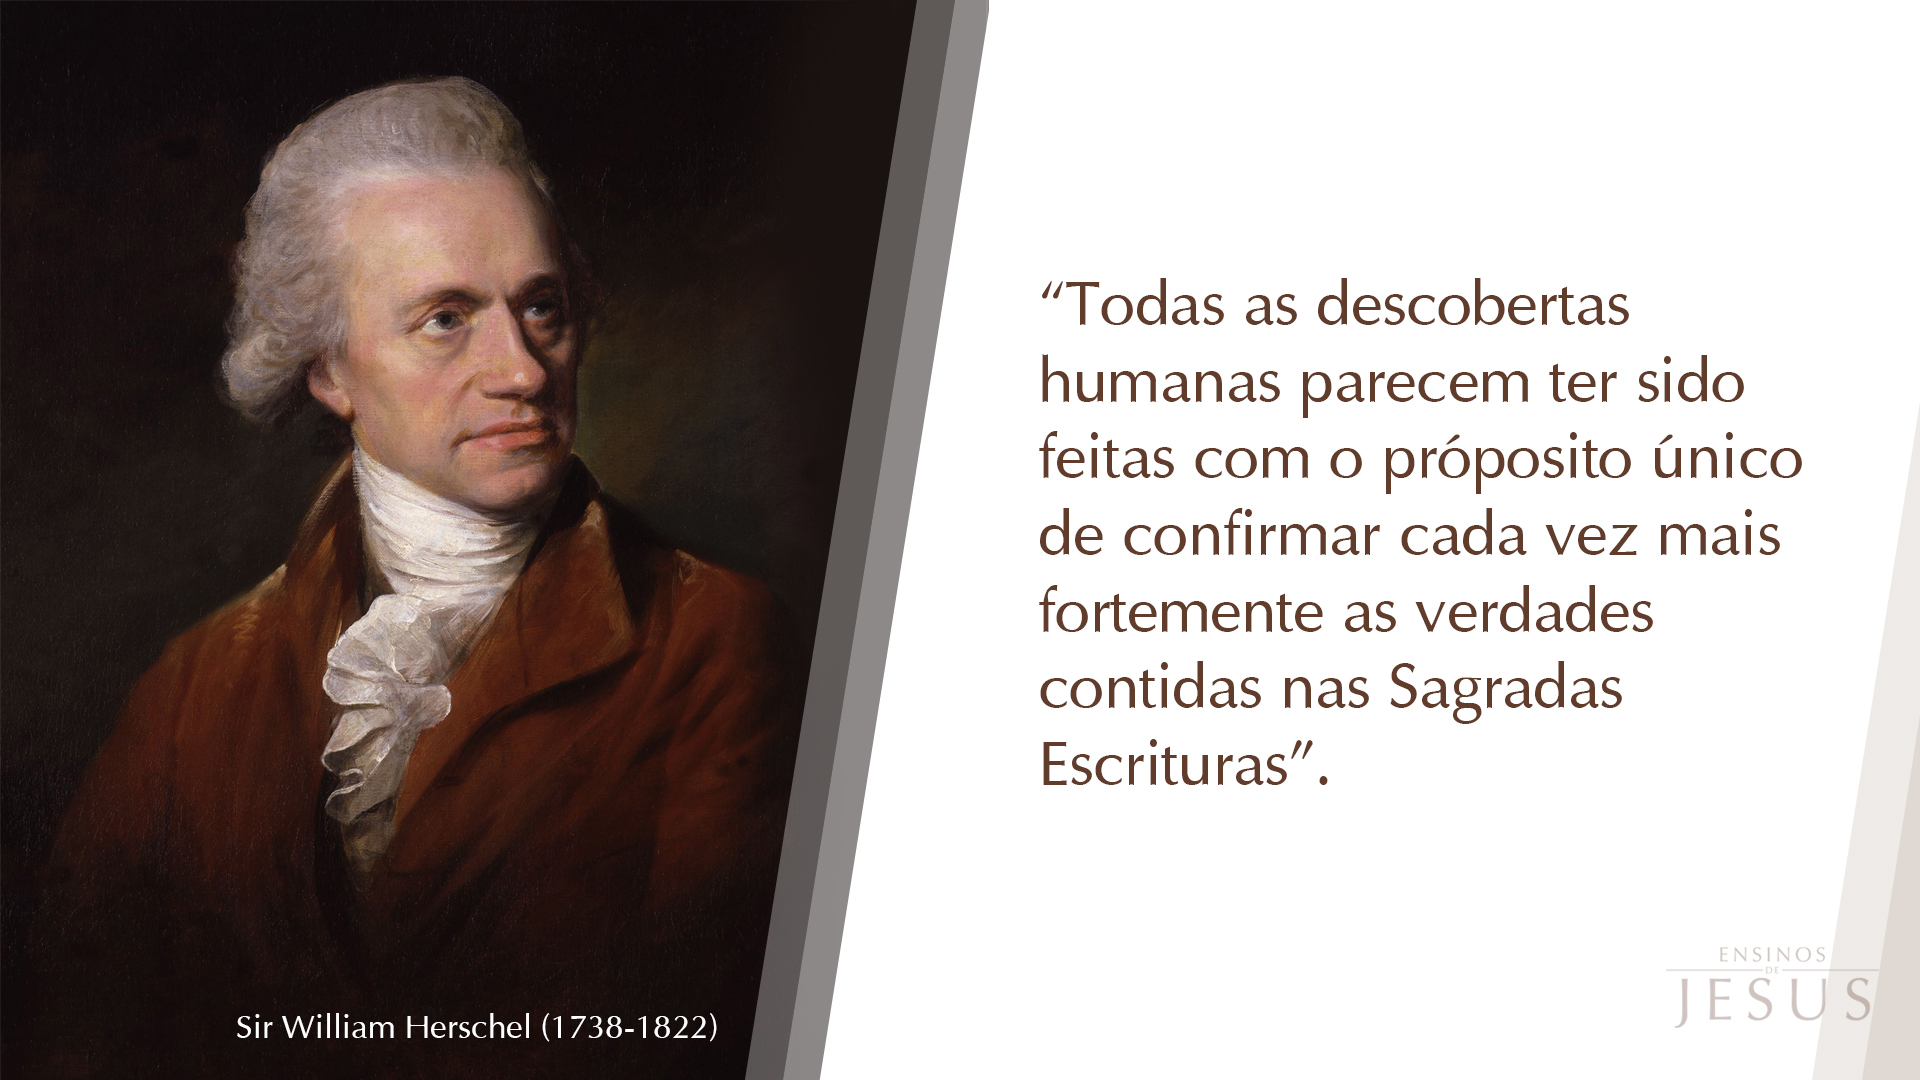 “Todas as descobertas
humanas parecem ter sido
feitas com o próposito único
de confirmar cada vez mais
fortemente as verdades
contidas nas Sagradas
Escrituras”.
Sir William Herschel (1738-1822)
ENSINOS
DE
JESUS